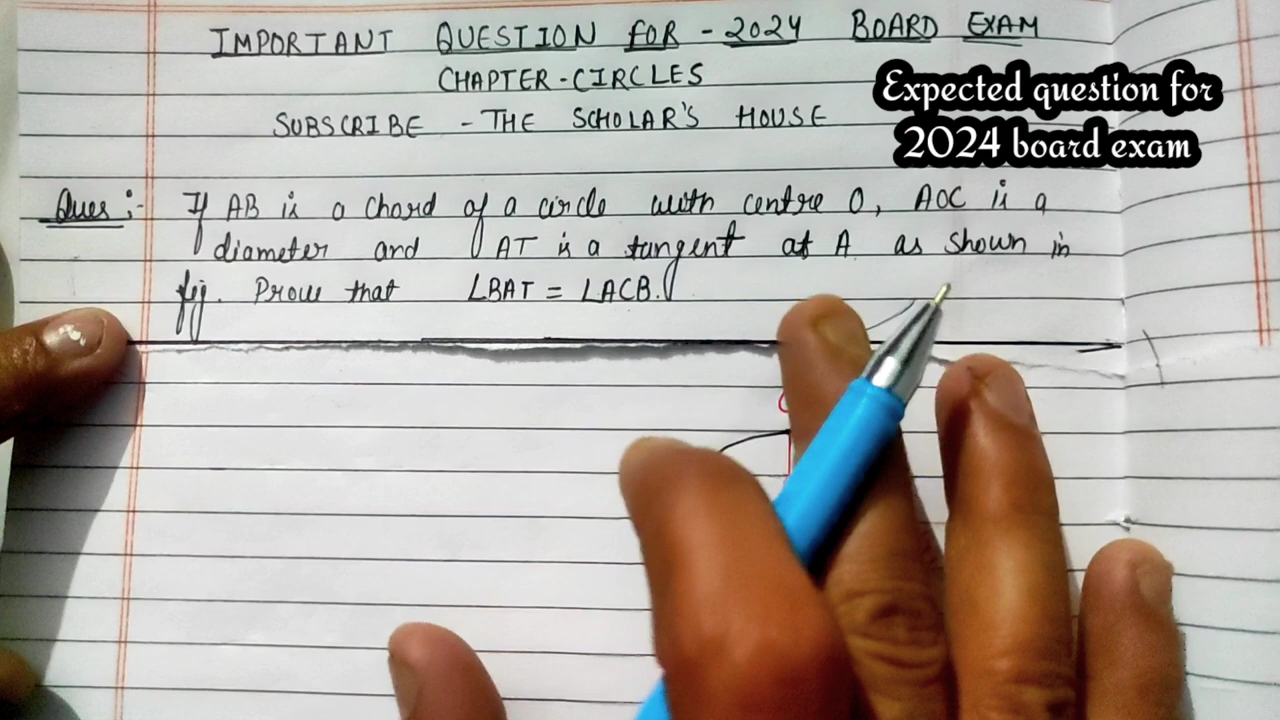 IMPORTANT QUESTION FOR - 2024 BOARD EXAM
CHAPTER-CIRCLES
SUBSCRIBE - THE SCHOLAR'S HOUSE
Expected question for
2024 board exam
Ques :- If AB is a chord of a circle with centre O, AOC is a
diameter and AT is a tangent at A as shown in
fig. Prove that ∠BAT = ∠ACB.